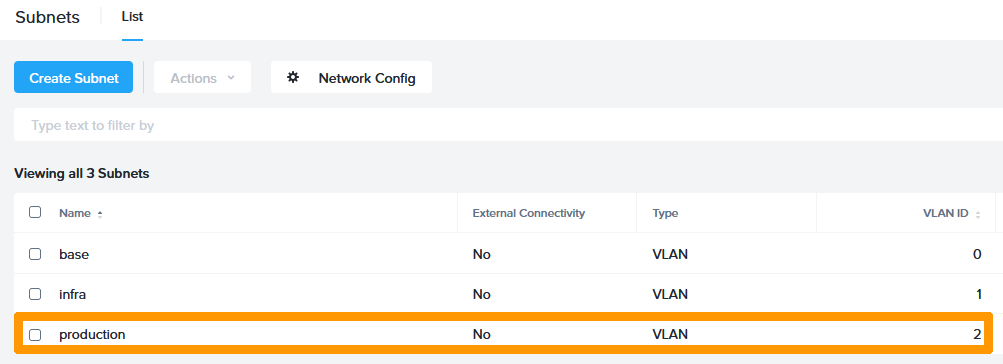 Subnets List
Create Subnet Actions Network Config
Type text to filter by
Viewing all 3 Subnets
Name External Connectivity Type VLAN ID
base No VLAN 0
infra No VLAN 1
production No VLAN 2